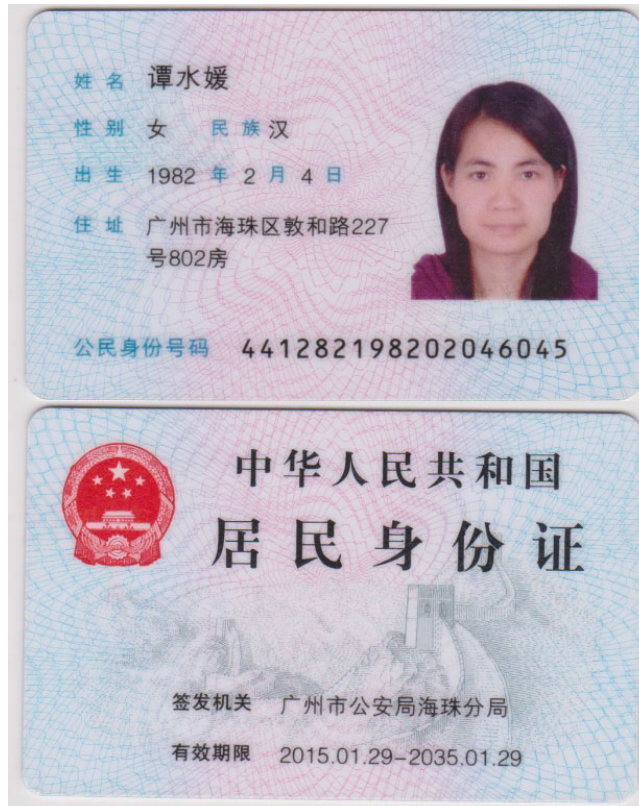 姓名 谭水媛
性别 女 民族 汉
出生 1982 年 2 月 4 日
住址 广州市海珠区敦和路227
号802房
公民身份号码 441282198202046045
中华人民共和国
居民身份证
签发机关 广州市公安局海珠分局
有效期限 2015.01.29-2035.01.29